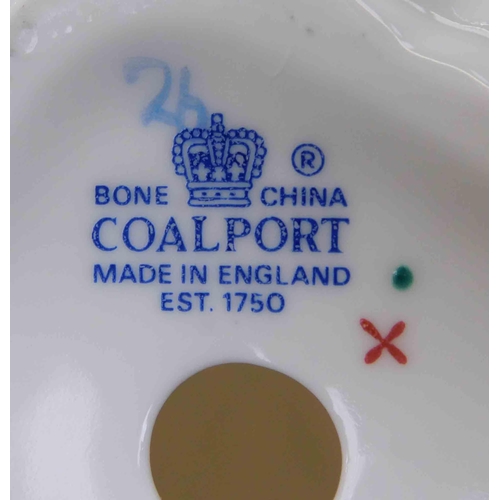 26
®
BONE CHINA
COALPORT
MADE IN ENGLAND
EST. 1750